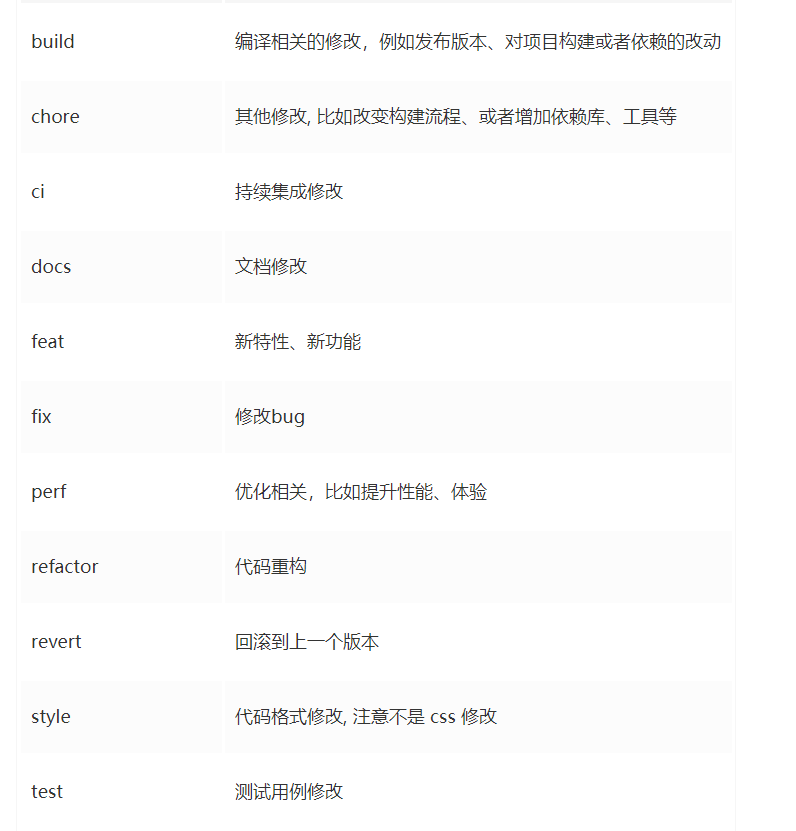 build 编译相关的修改，例如发布版本、对项目构建或者依赖的改动
chore 其他修改, 比如改变构建流程、或者增加依赖库、工具等
ci 持续集成修改
docs 文档修改
feat 新特性、新功能
fix 修改bug
perf 优化相关，比如提升性能、体验
refactor 代码重构
revert 回滚到上一个版本
style 代码格式修改, 注意不是 css 修改
test 测试用例修改